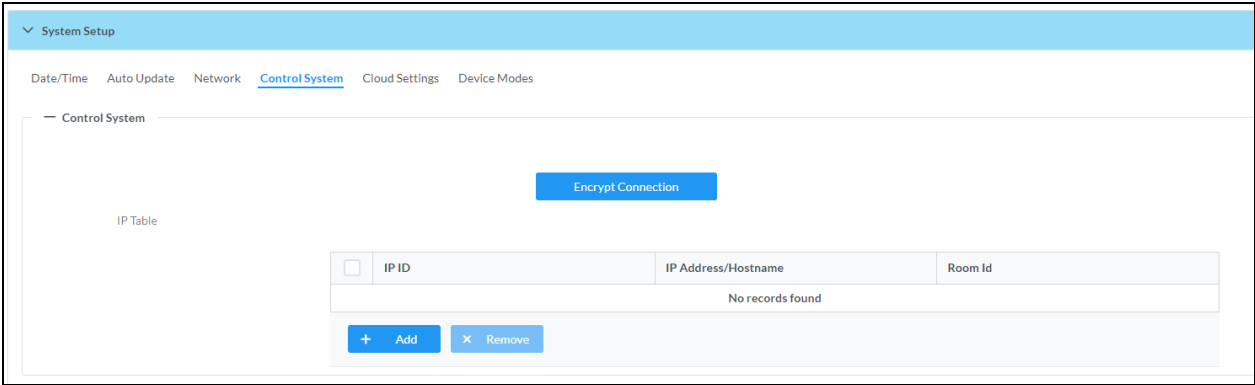 System Setup
Date/Time Auto Update Network Control System Cloud Settings Device Modes
Control System
Encrypt Connection
IP Table
IP ID IP Address/Hostname Room Id
No records found
+ Add × Remove